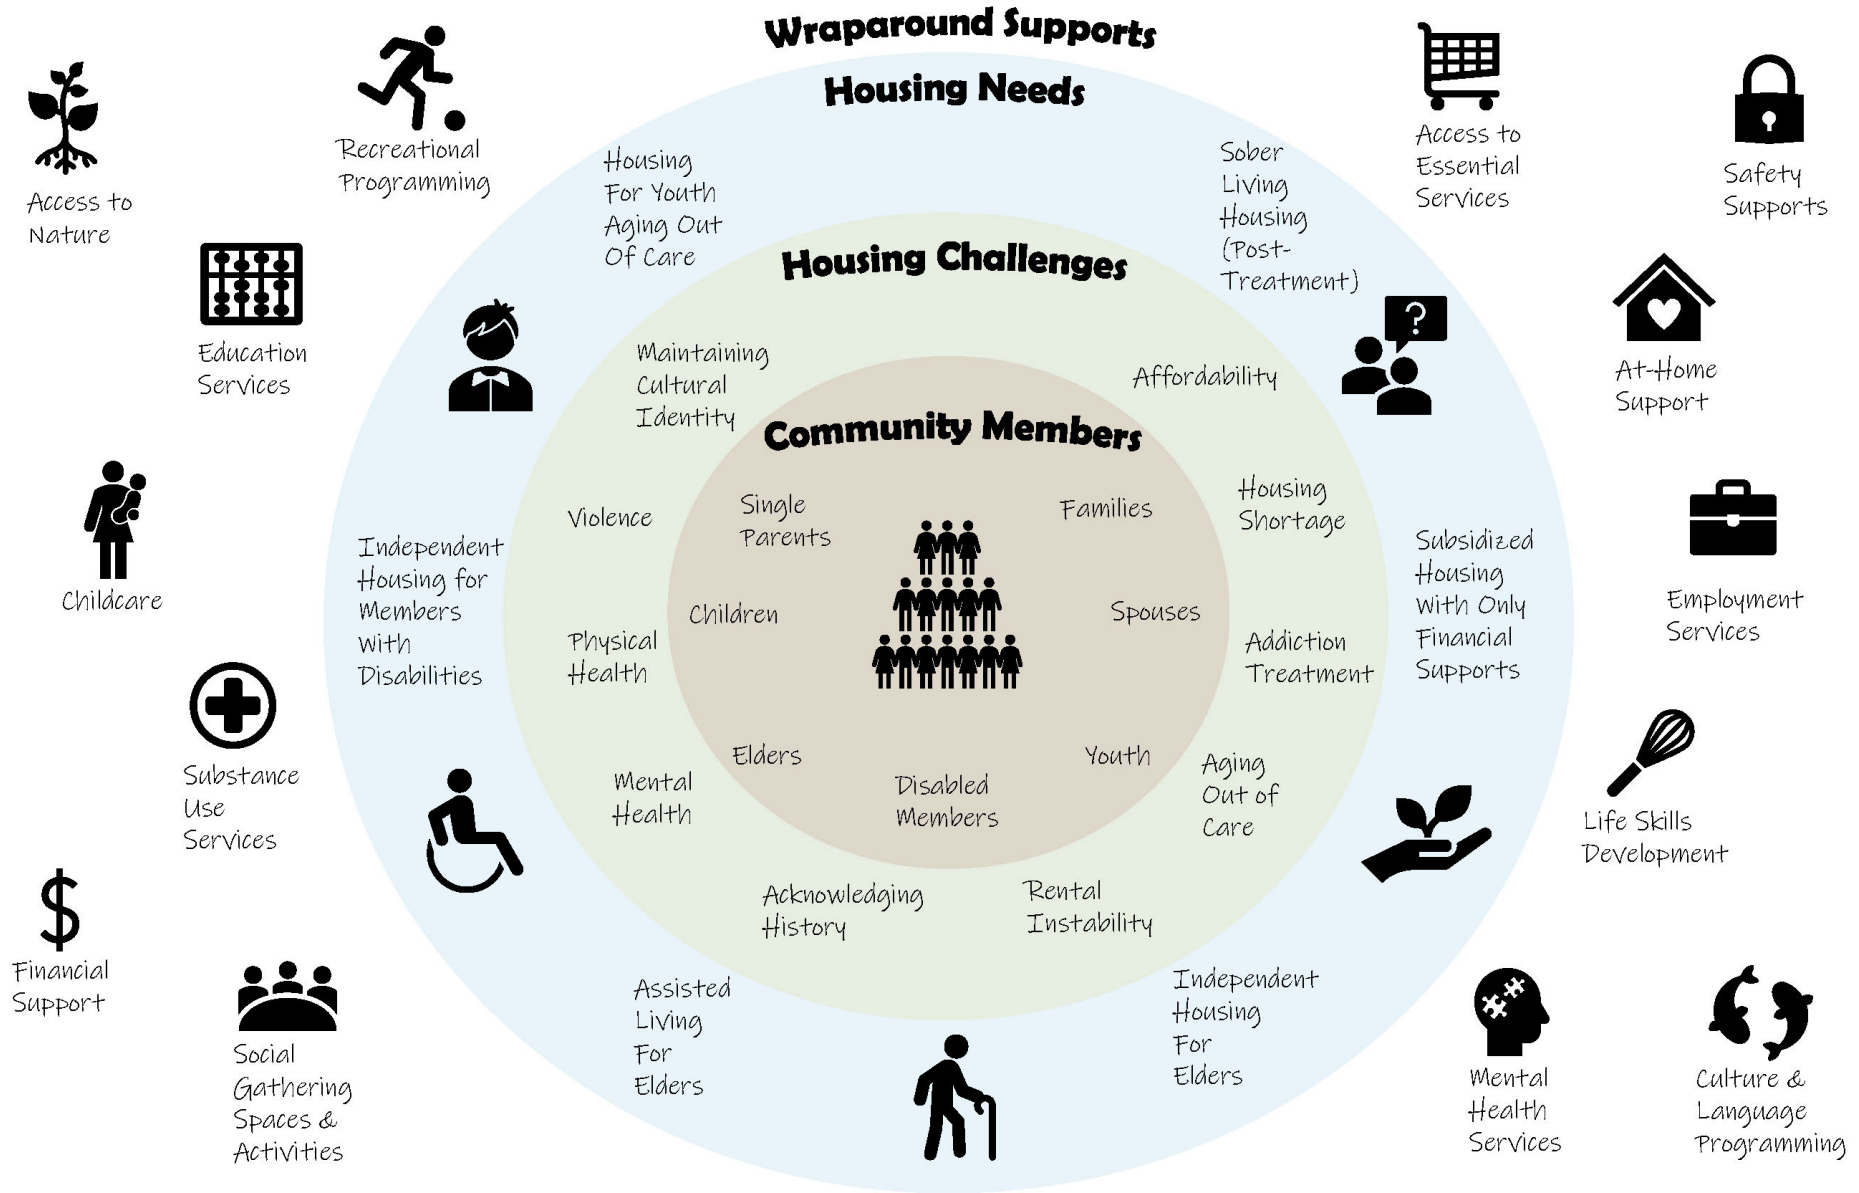 Wraparound Supports
Housing Needs
Housing Challenges
Community Members
Access to
Nature
Recreational
Programming
Education
Services
Childcare
Substance
Use
Services
Financial
Support
Social
Gathering
Spaces &
Activities
Access to
Essential
Services
Safety
Supports
At-Home
Support
Employment
Services
Life Skills
Development
Mental
Health
Services
Culture &
Language
Programming
Housing
For Youth
Aging Out
Of Care
Sober
Living
Housing
(Post-
Treatment)
?
Independent
Housing for
Members
With
Disabilities
Subsidized
Housing
With Only
Financial
Supports
Assisted
Living
For
Elders
Independent
Housing
For
Elders
Maintaining
Cultural
Identity
Affordability
Violence
Housing
Shortage
Physical
Health
Addiction
Treatment
Mental
Health
Aging
Out of
Care
Acknowledging
History
Rental
Instability
Single
Parents
Families
Children
Spouses
Elders
Disabled
Members
Youth
$